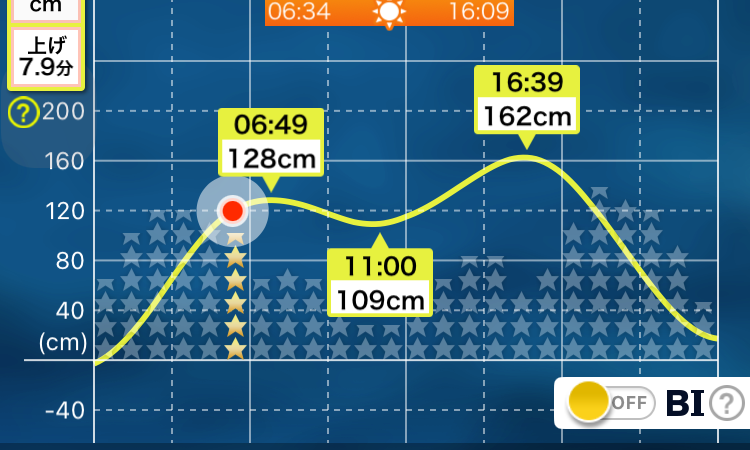 cm
06:34 16:09
上げ
7.9分
?
200
160
120
80
40
(cm)
-40
06:49
128cm
16:39
162cm
11:00
109cm
OFF BI ?